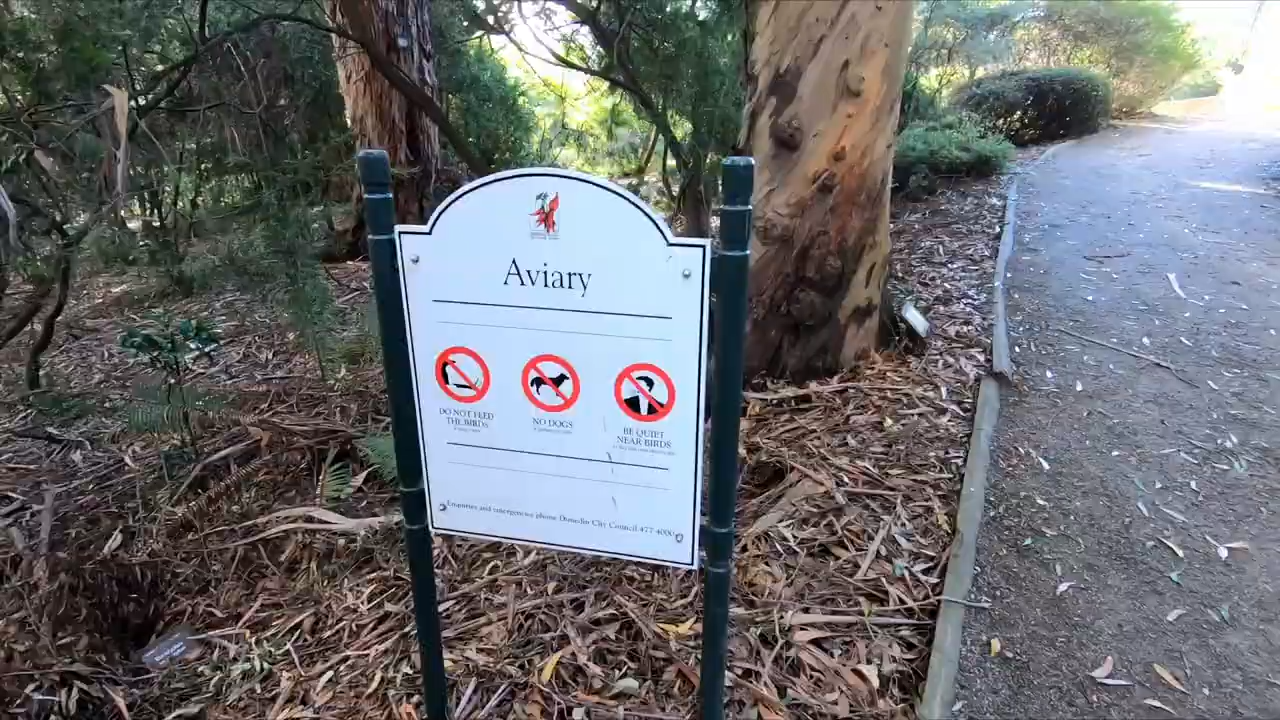 Aviary
DO NOT FEED
THE BIRDS
NO DOGS
BE QUIET
NEAR BIRDS
Enquiries and emergencies phone Dunedin City Council 477 4000